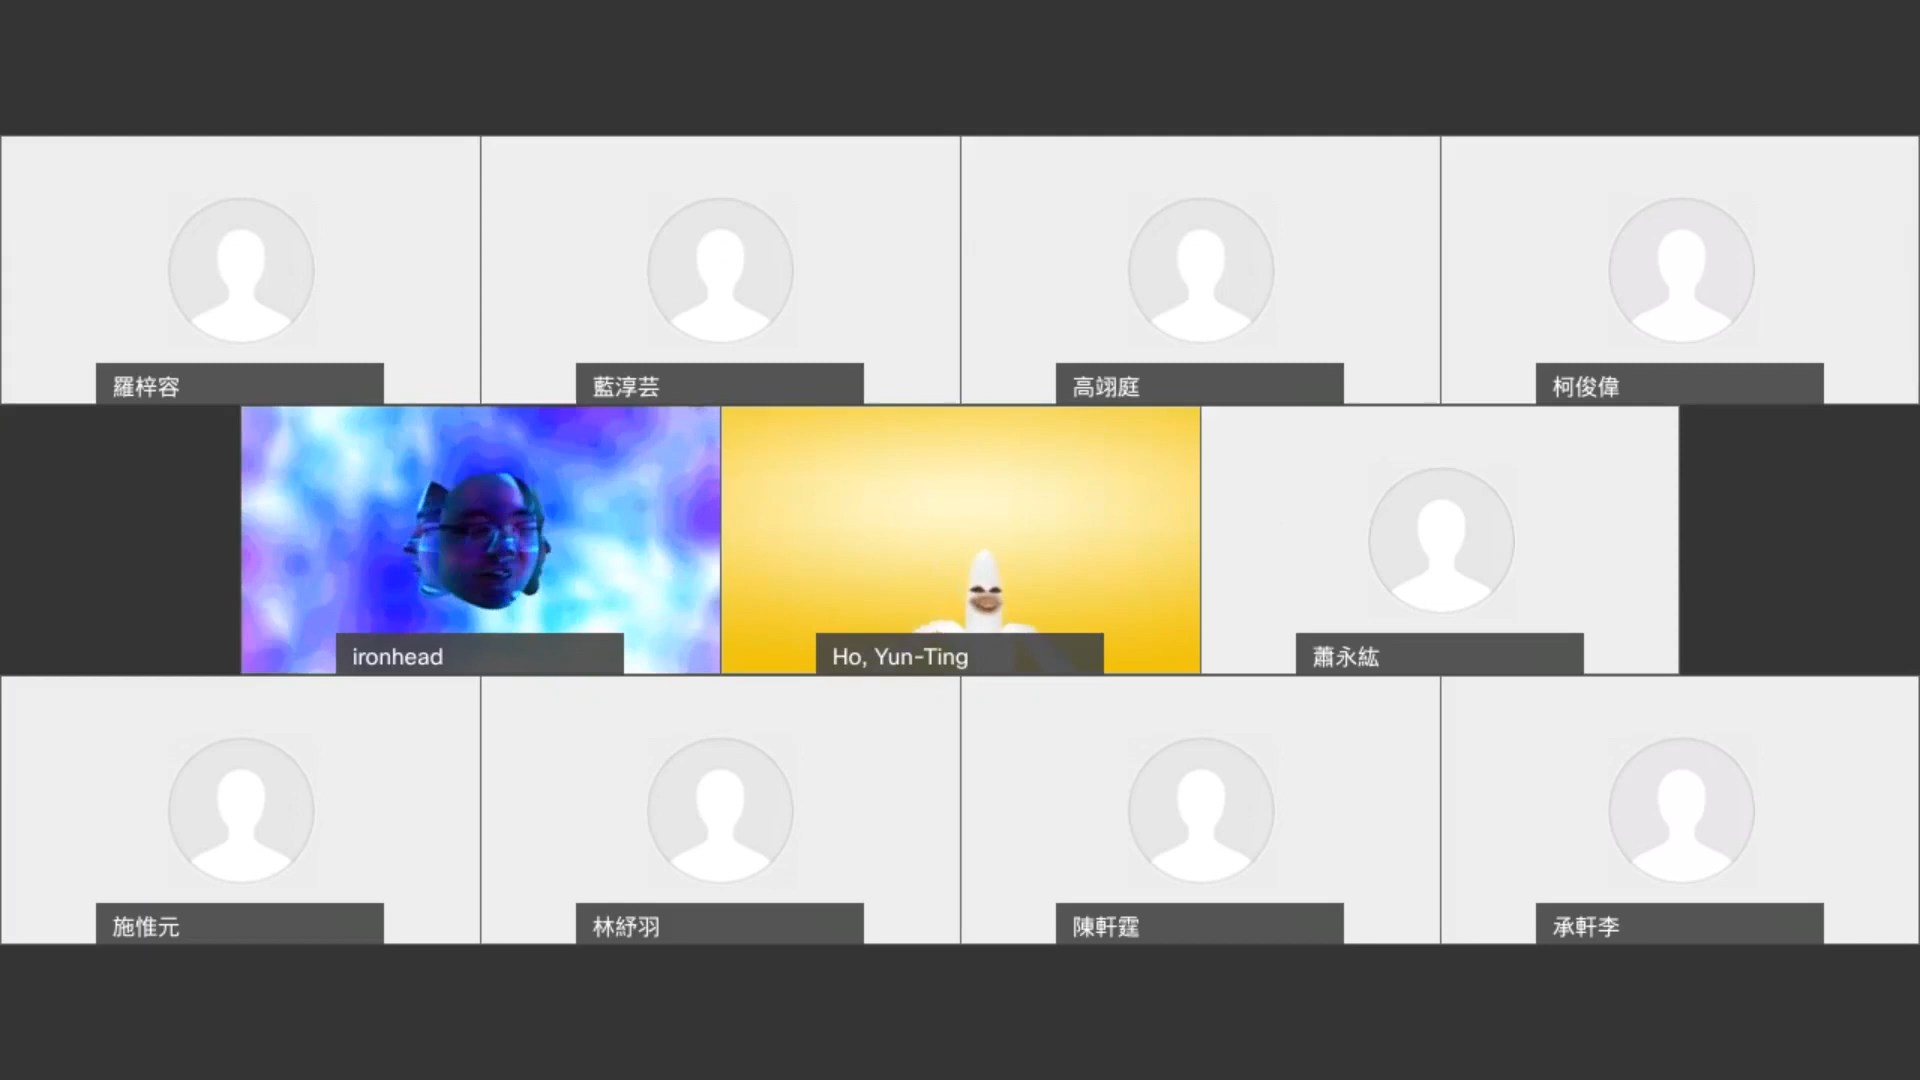 羅梓容
藍淳芸
高翊庭
柯俊偉
ironhead
Ho, Yun-Ting
蕭永紘
施惟元
林紓羽
陳軒霆
承軒李